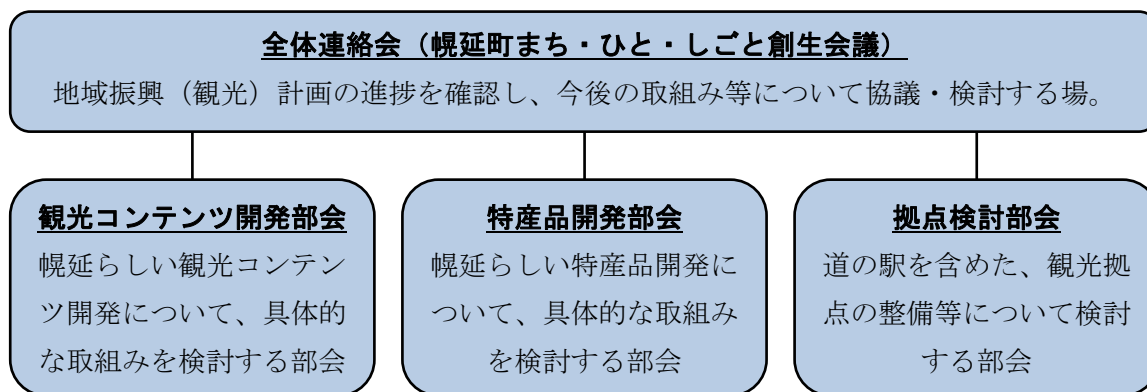 全体連絡会（幌延町まち・ひと・しごと創生会議）
地域振興（観光）計画の進捗を確認し、今後の取組み等について協議・検討する場。
観光コンテンツ開発部会
幌延らしい観光コンテン
ツ開発について、具体的
な取組みを検討する部会
特産品開発部会
幌延らしい特産品開発に
ついて、具体的な取組み
を検討する部会
拠点検討部会
道の駅を含めた、観光拠
点の整備等について検討
する部会